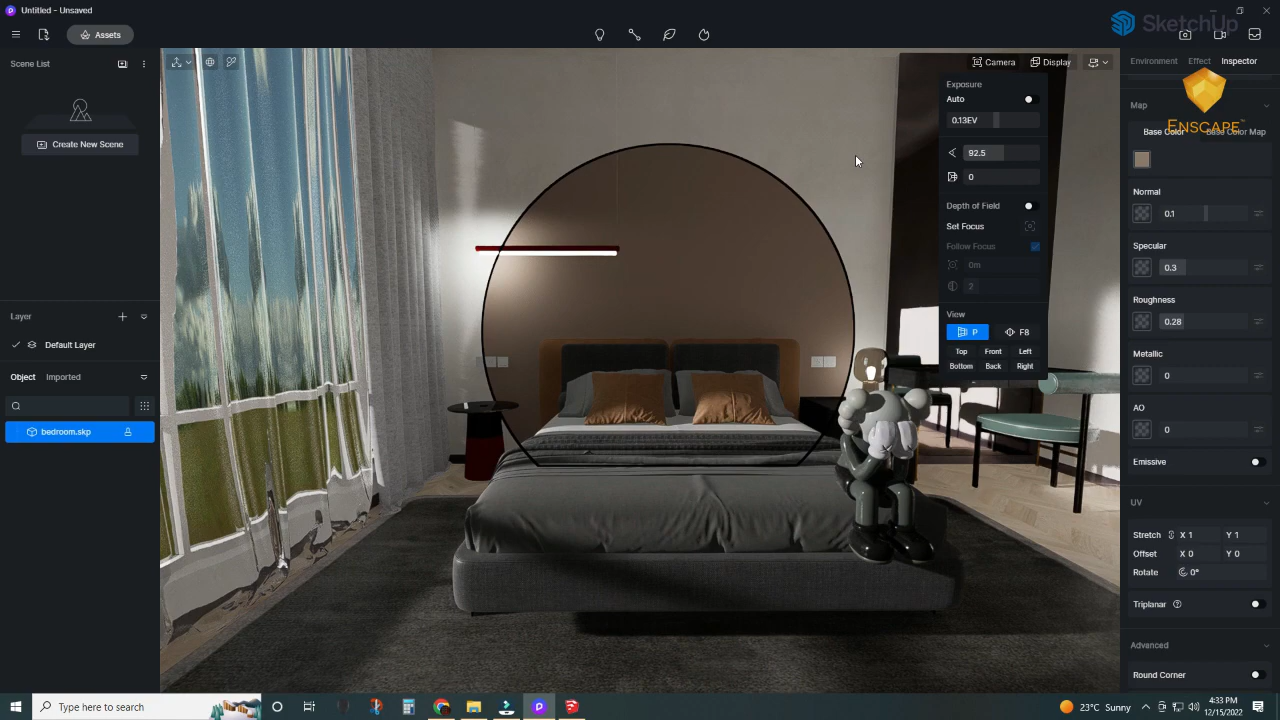 Untitled - Unsaved
SketchUp
Assets
Scene List
Create New Scene
Layer
Default Layer
Object
Imported
bedroom.skp
Camera
Display
Exposure
Auto
0.13EV
92.5
0
Depth of Field
Set Focus
Follow Focus
0m
2
View
P
F8
Top
Front
Left
Bottom
Back
Right
Environment
Effect
Inspector
ENSCAPE™
Map
Base Color
Base Color Map
Normal
0.1
Specular
0.3
Roughness
0.28
Metallic
0
AO
0
Emissive
UV
Stretch
X 1
Y 1
Offset
X 0
Y 0
Rotate
0°
Triplanar
Advanced
Round Corner
Type here to search
23°C Sunny
4:33 PM
12/15/2022